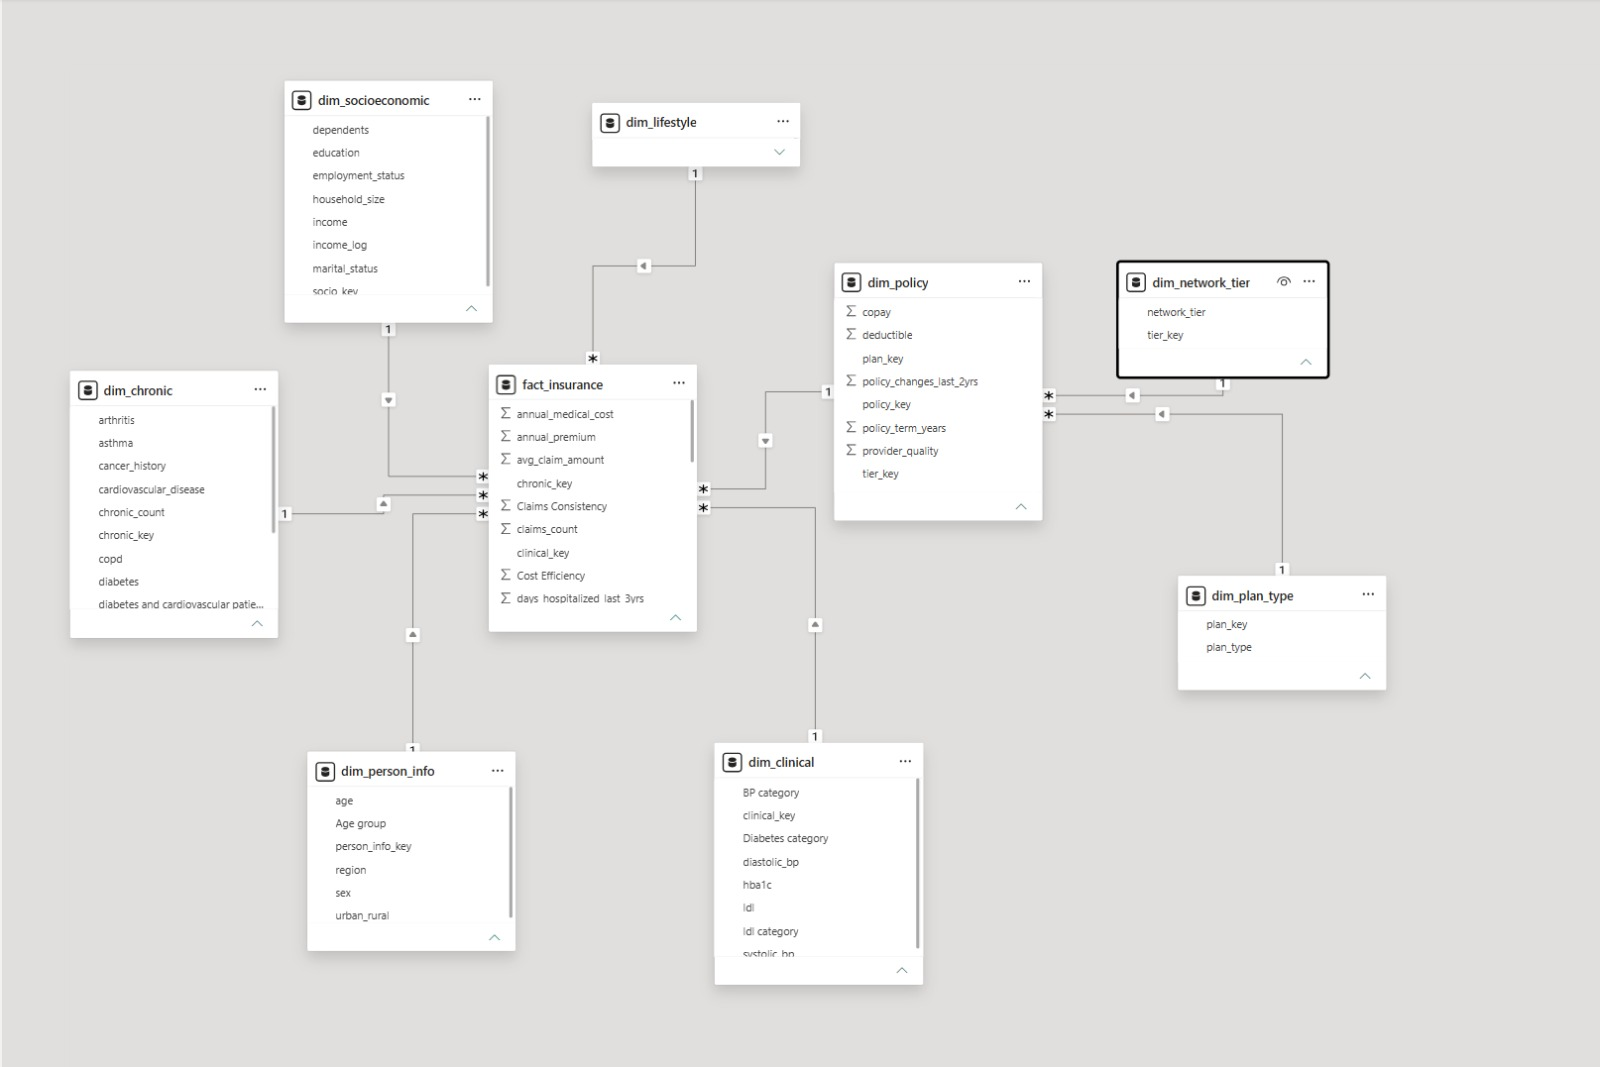 dim_socioeconomic
dependents
education
employment_status
household_size
income
income_log
marital_status
socio_key
1
dim_lifestyle
1
dim_policy
Σ copay
Σ deductible
plan_key
Σ policy_changes_last_2yrs
policy_key
Σ policy_term_years
Σ provider_quality
tier_key
1
*
*
dim_network_tier
network_tier
tier_key
1
dim_chronic
arthritis
asthma
cancer_history
cardiovascular_disease
chronic_count
chronic_key
copd
diabetes
diabetes and cardiovascular patie...
1
*
fact_insurance
Σ annual_medical_cost
Σ annual_premium
Σ avg_claim_amount
chronic_key
Σ Claims Consistency
Σ claims_count
clinical_key
Σ Cost Efficiency
Σ days_hospitalized_last_3yrs
*
*
*
*
*
1
dim_plan_type
plan_key
plan_type
1
dim_person_info
age
Age group
person_info_key
region
sex
urban_rural
1
dim_clinical
BP category
clinical_key
Diabetes category
diastolic_bp
hba1c
ldl
ldl category
systolic_bp